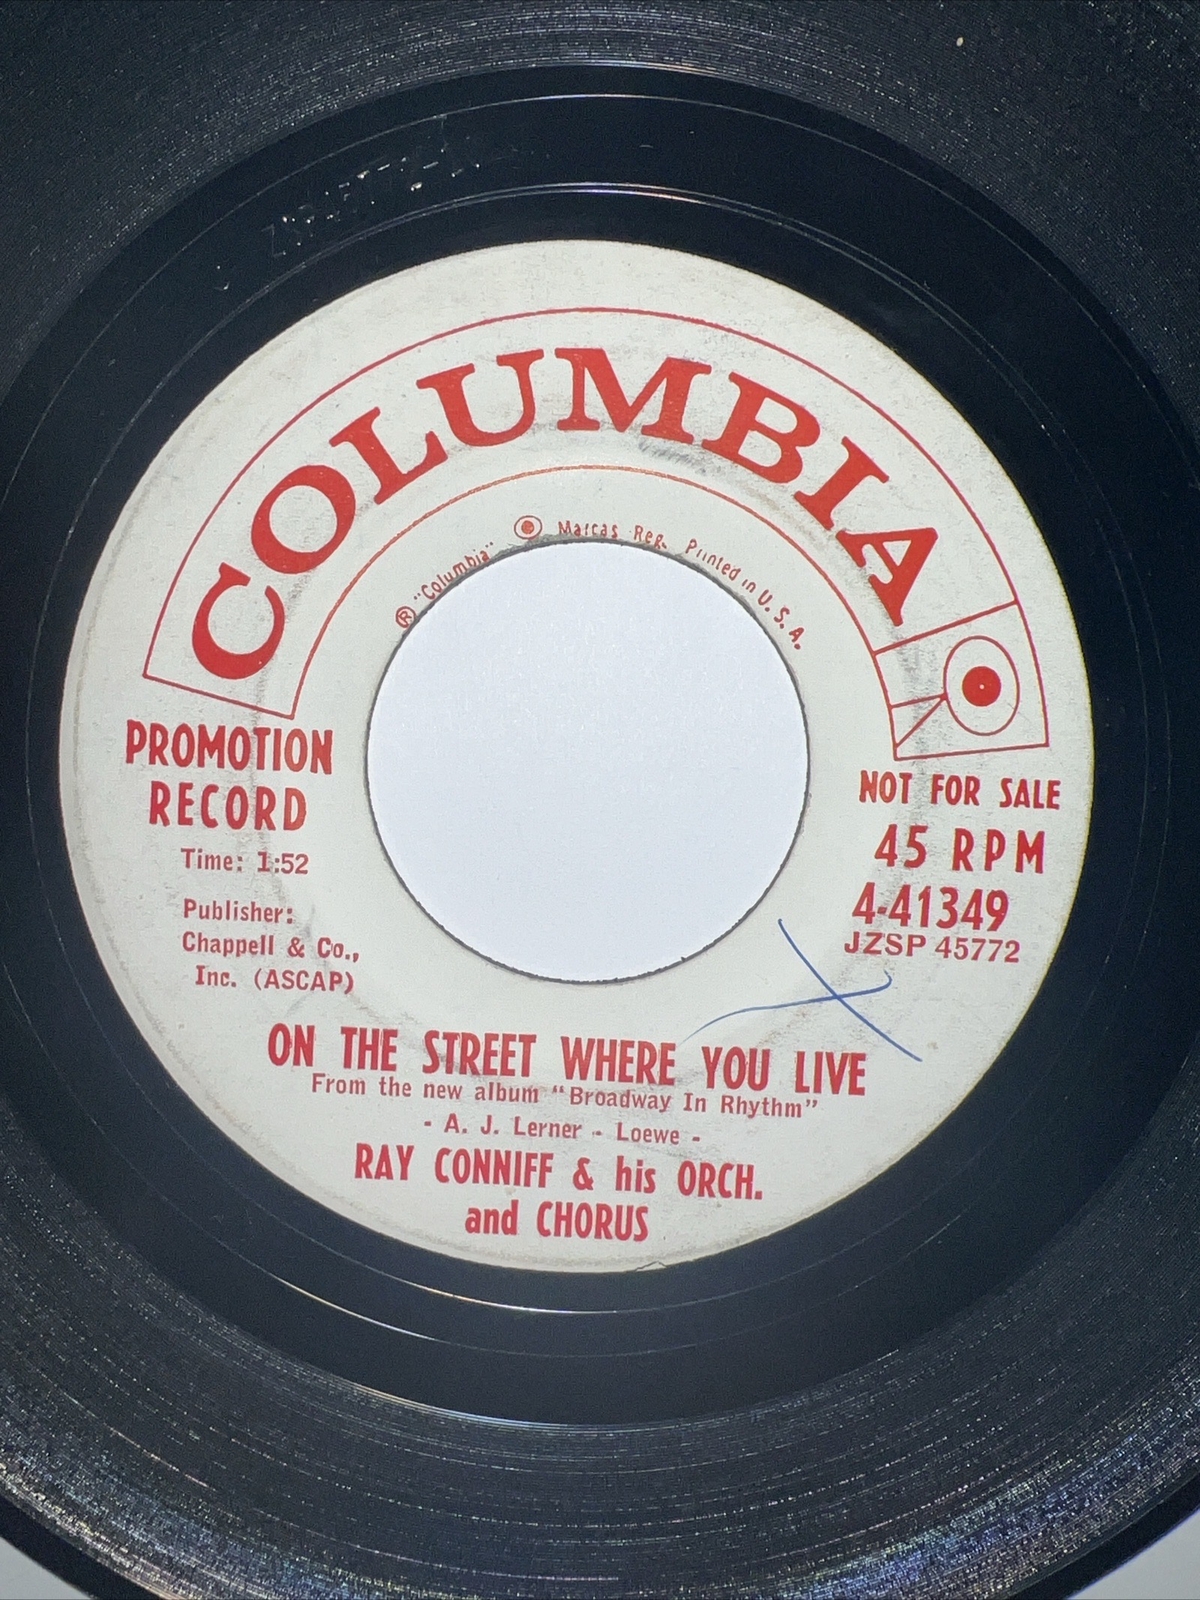 COLUMBIA
® "Columbia" Marcas Reg. Printed in U. S. A.
PROMOTION
RECORD
Time: 1:52
Publisher:
Chappell & Co.,
Inc. (ASCAP)
NOT FOR SALE
45 RPM
4-41349
JZSP 45772
ON THE STREET WHERE YOU LIVE
From the new album "Broadway In Rhythm"
- A. J. Lerner - Loewe -
RAY CONNIFF & his ORCH.
and CHORUS